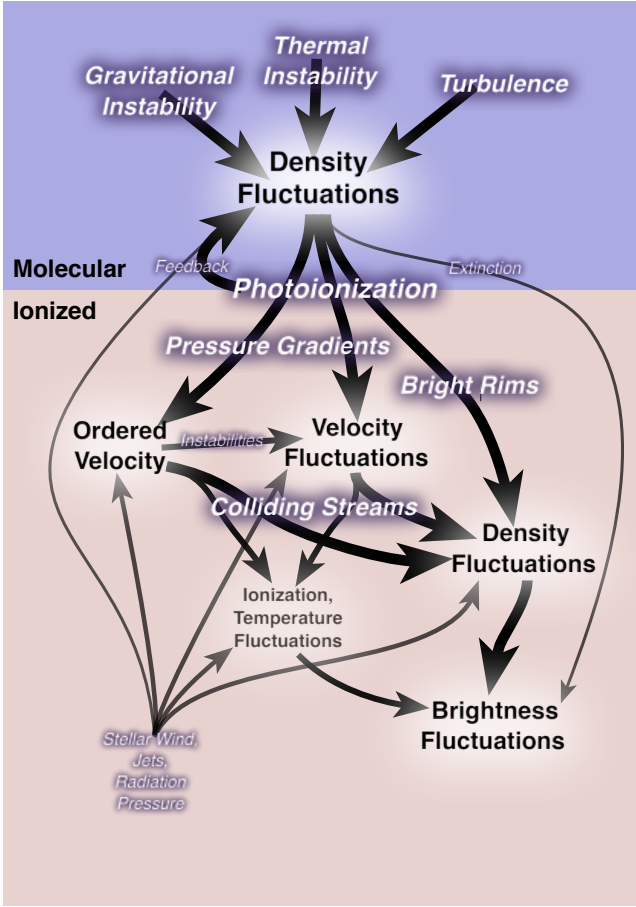 Thermal
Instability
Gravitational
Instability
Turbulence
Density
Fluctuations
Molecular
Feedback
Extinction
Photoionization
Ionized
Pressure Gradients
Bright Rims
Ordered
Velocity
Instabilities
Velocity
Fluctuations
Colliding Streams
Density
Fluctuations
Ionization,
Temperature
Fluctuations
Brightness
Fluctuations
Stellar Wind,
Jets,
Radiation
Pressure